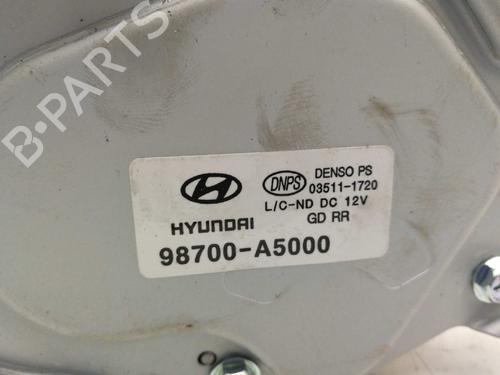 B-PARTS
HYUNDAI
98700-A5000
DNPS
DENSO PS
03511-1720
L/C-ND DC 12V
GD RR